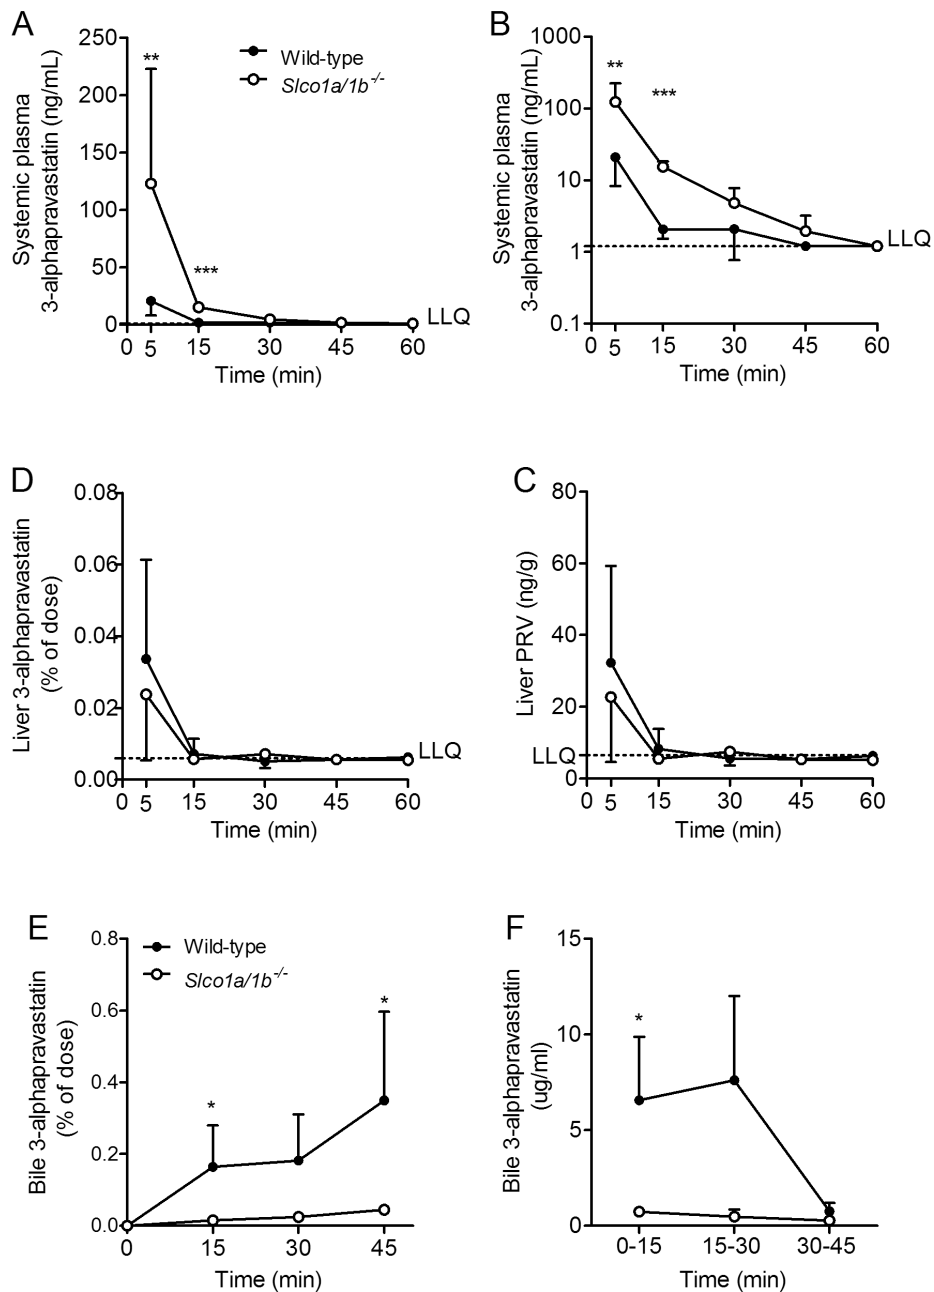 A
Systemic plasma
3-alphapravastatin (ng/mL)
250
200
150
100
50
0
**
***
Wild-type
Slco1a/1b-/-
LLQ
0 5 15 30 45 60
Time (min)
B
Systemic plasma
3-alphapravastatin (ng/mL)
1000
100
10
1
0.1
**
***
LLQ
0 5 15 30 45 60
Time (min)
D
Liver 3-alphapravastatin
(% of dose)
0.08
0.06
0.04
0.02
0.00
LLQ
0 5 15 30 45 60
Time (min)
C
Liver PRV (ng/g)
80
60
40
20
0
LLQ
0 5 15 30 45 60
Time (min)
E
Bile 3-alphapravastatin
(% of dose)
0.8
0.6
0.4
0.2
0.0
Wild-type
Slco1a/1b-/-
*
*
0 15 30 45
Time (min)
F
Bile 3-alphapravastatin
(ug/ml)
15
10
5
0
*
0-15 15-30 30-45
Time (min)